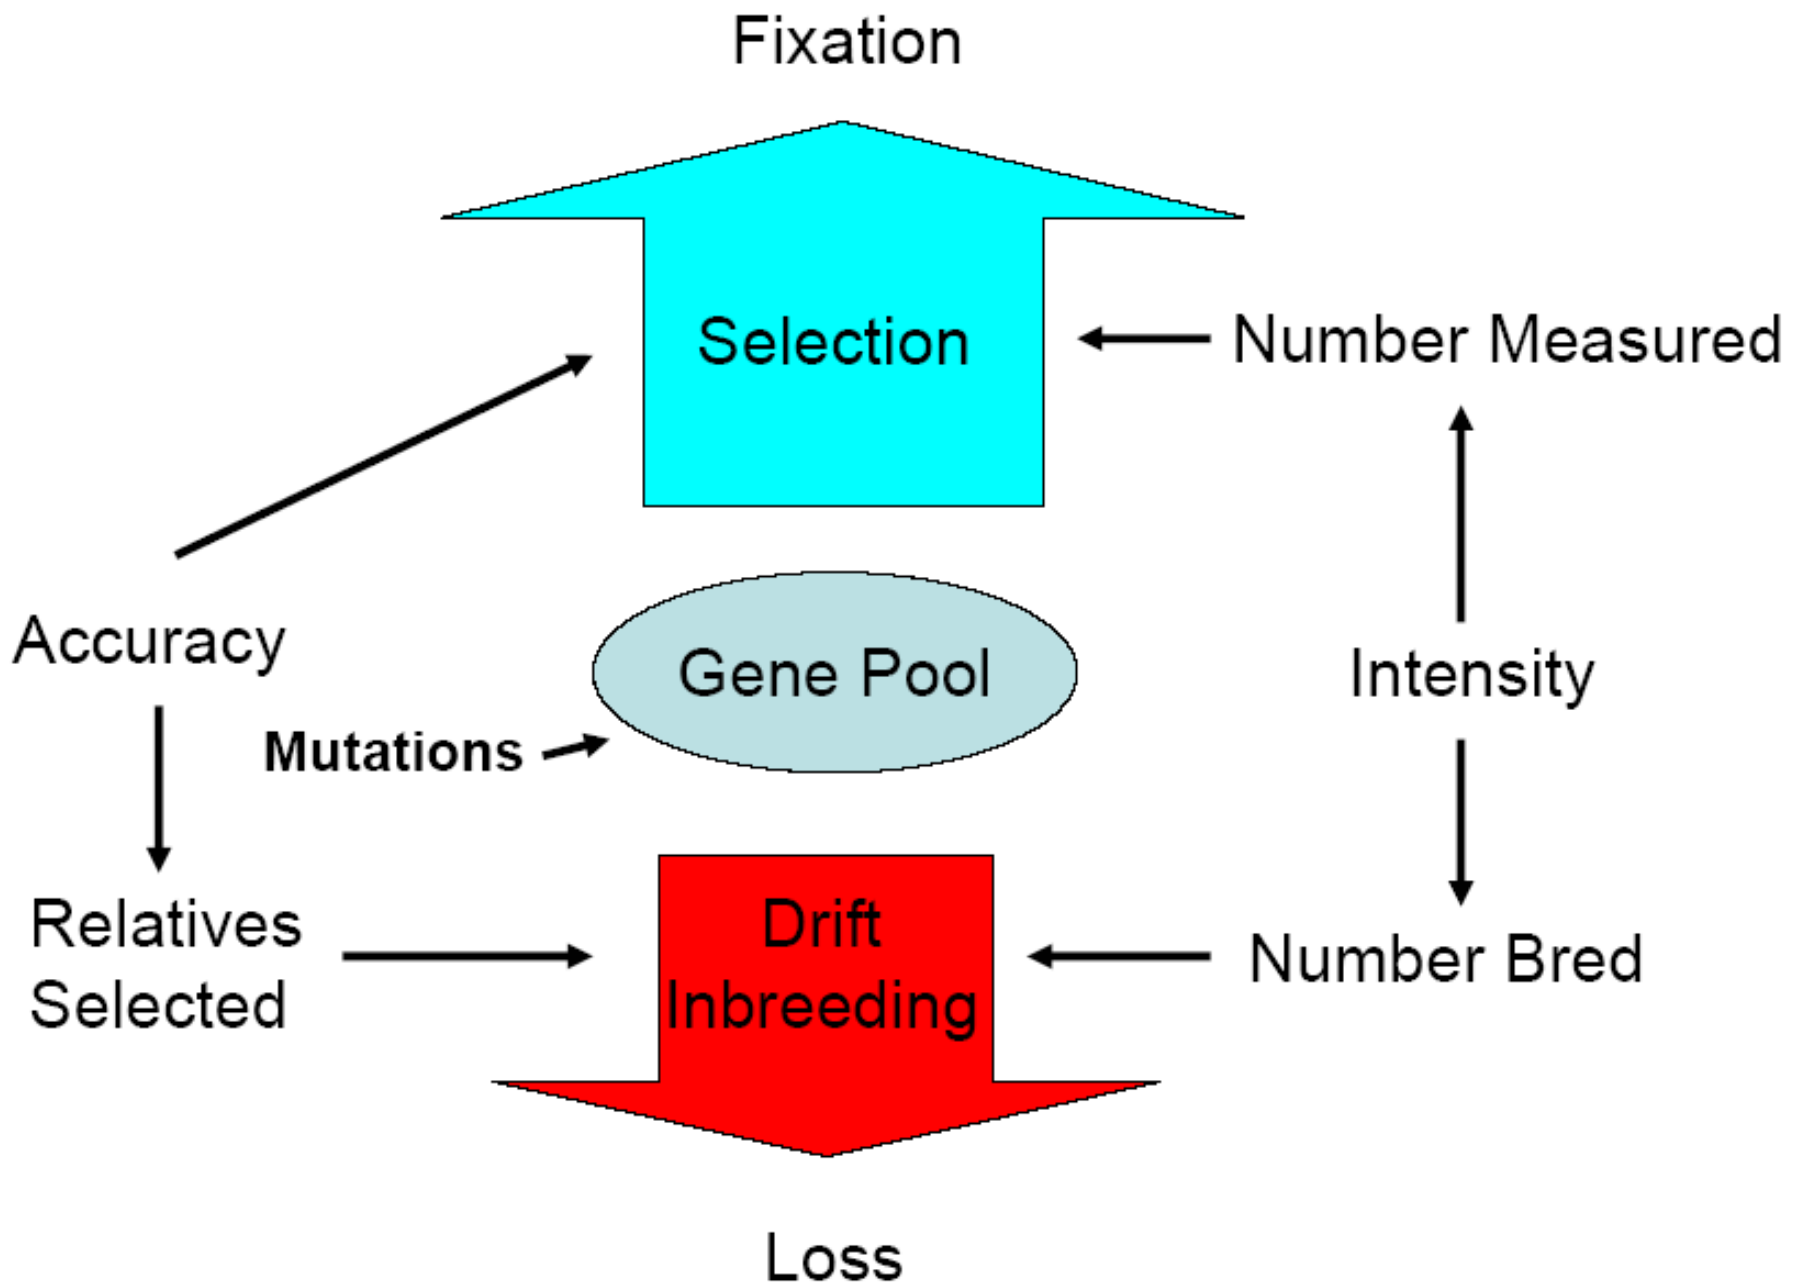 Fixation
Selection
Number Measured
Accuracy
Gene Pool
Intensity
Mutations
Relatives
Selected
Drift
Inbreeding
Number Bred
Loss